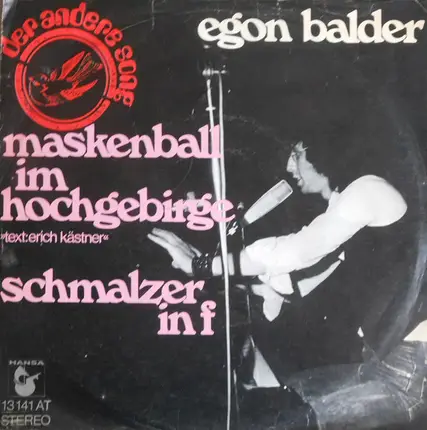 der andere song
egon balder
maskenball
im
hochgebirge
»text: erich kästner«
schmalzer
in f
HANSA
13 141 AT
STEREO